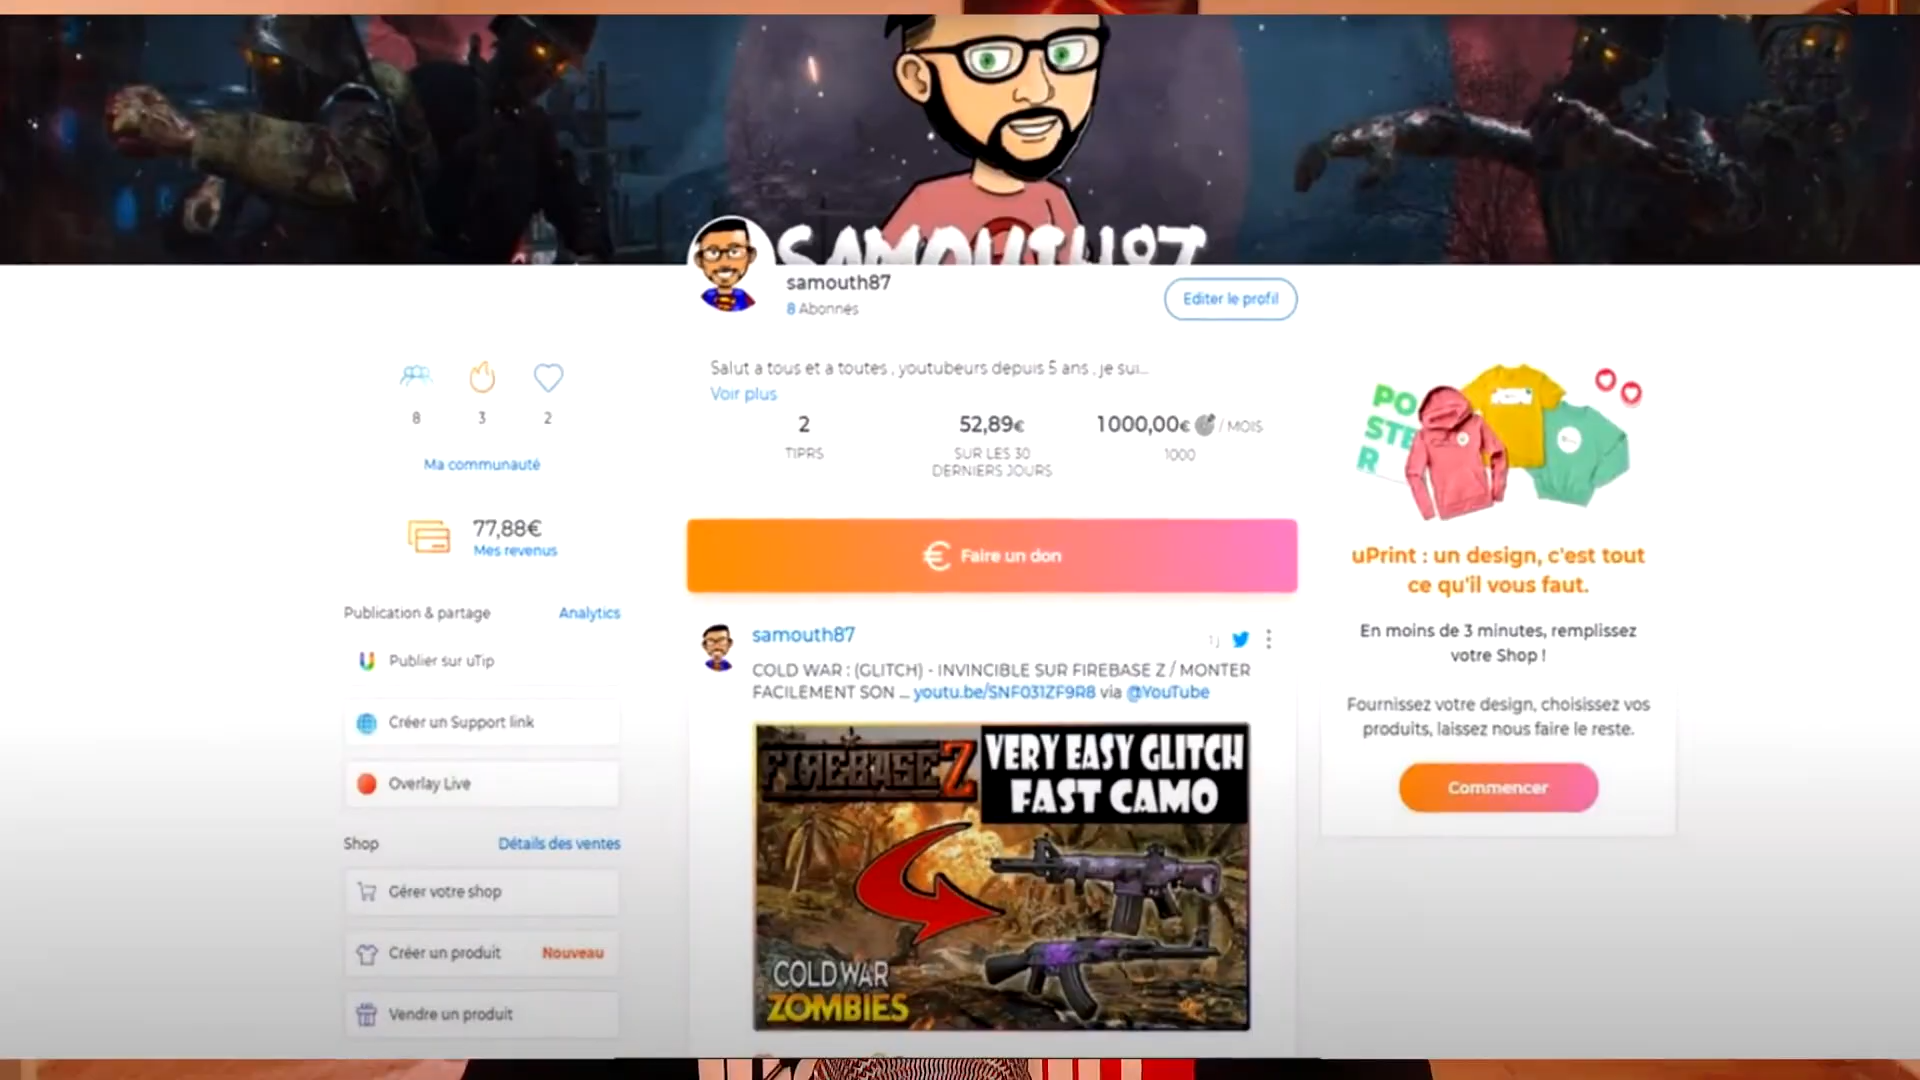 SAMOUTH87
samouth87
8 Abonnés
Editer le profil
8
3
2
Ma communauté
77,88€
Mes revenus
Publication & partage
Analytics
Publier sur uTip
Créer un Support link
Overlay Live
Shop
Détails des ventes
Gérer votre shop
Créer un produit
Nouveau
Vendre un produit
Salut a tous et a toutes , youtubeurs depuis 5 ans , je sui...
Voir plus
2
TIPRS
52,89€
SUR LES 30
DERNIERS JOURS
1000,00€ / MOIS
1000
Faire un don
samouth87
1 j
COLD WAR : (GLITCH) - INVINCIBLE SUR FIREBASE Z / MONTER
FACILEMENT SON ... youtu.be/SNF031ZF9R8 via @YouTube
FIREBASE Z
VERY EASY GLITCH
FAST CAMO
COLD WAR
ZOMBIES
PO
STE
R
uPrint : un design, c'est tout
ce qu'il vous faut.
En moins de 3 minutes, remplissez
votre Shop !
Fournissez votre design, choisissez vos
produits, laissez nous faire le reste.
Commencer